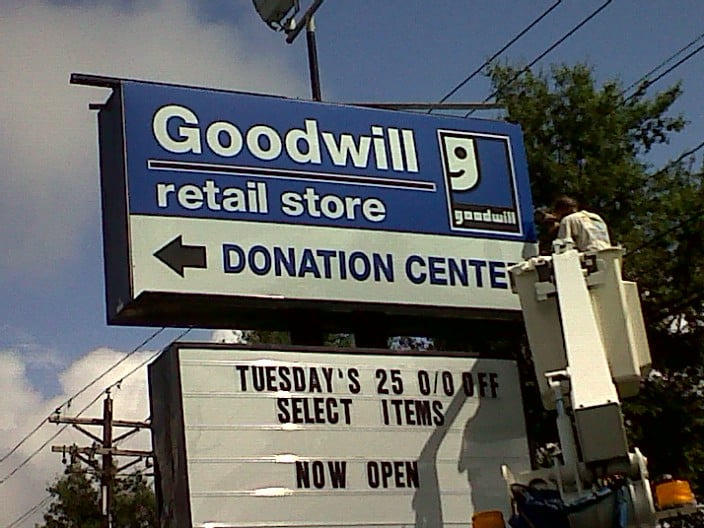 Goodwill
retail store
goodwill
DONATION CENTE
TUESDAY'S 25 0/0 OFF
SELECT ITEMS
NOW OPEN